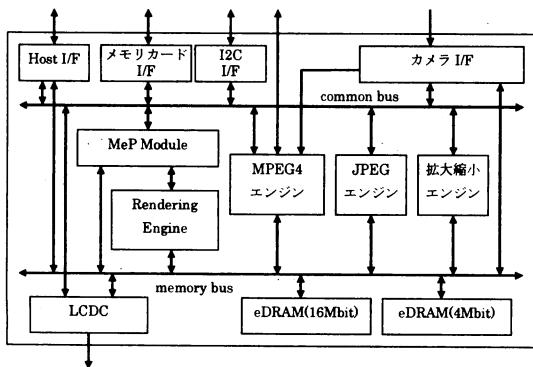 Host I/F
メモリカード
I/F
I2C
I/F
カメラ I/F
common bus
MeP Module
Rendering
Engine
MPEG4
エンジン
JPEG
エンジン
拡大縮小
エンジン
memory bus
LCDC
eDRAM(16Mbit)
eDRAM(4Mbit)